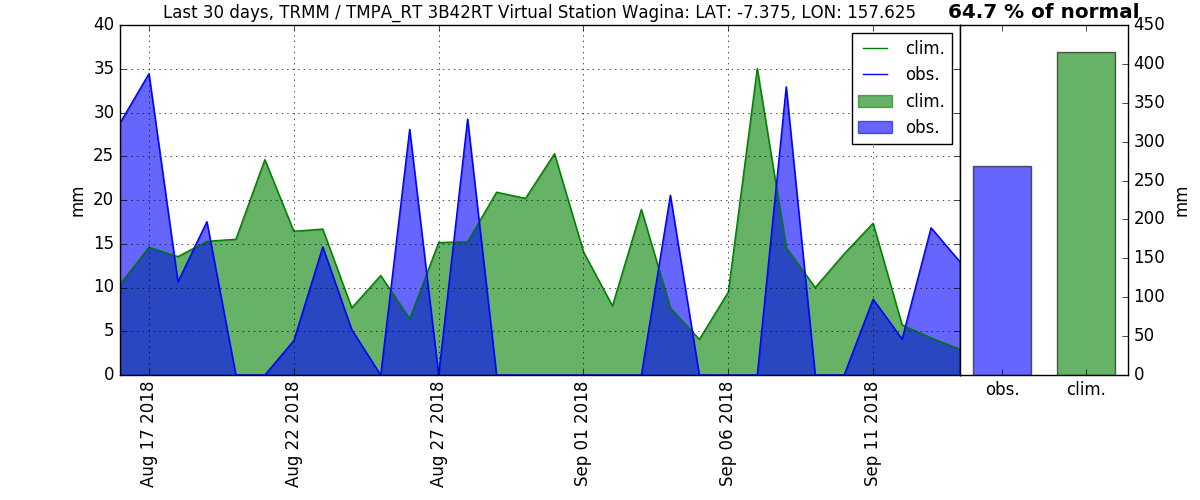 Last 30 days, TRMM / TMPA_RT 3B42RT Virtual Station Wagina: LAT: -7.375, LON: 157.625
64.7 % of normal
40
35
30
25
20
15
10
5
0
mm
clim.
obs.
clim.
obs.
Aug 17 2018
Aug 22 2018
Aug 27 2018
Sep 01 2018
Sep 06 2018
Sep 11 2018
450
400
350
300
250
200
150
100
50
0
mm
obs.
clim.